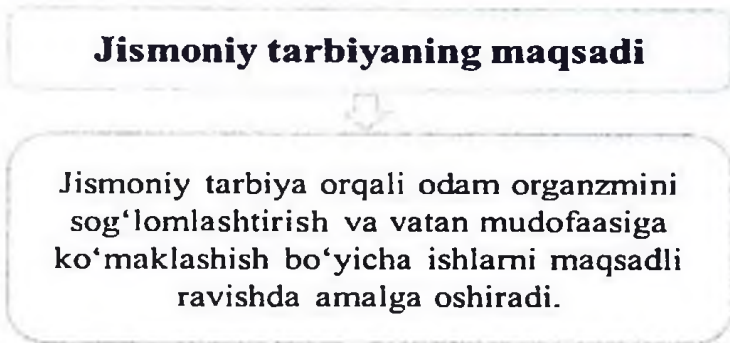 Jismoniy tarbiyaning maqsadi
Jismoniy tarbiya orqali odam organzmini
sog‘lomlashtirish va vatan mudofaasiga
ko‘maklashish bo‘yicha ishlarni maqsadli
ravishda amalga oshiradi.